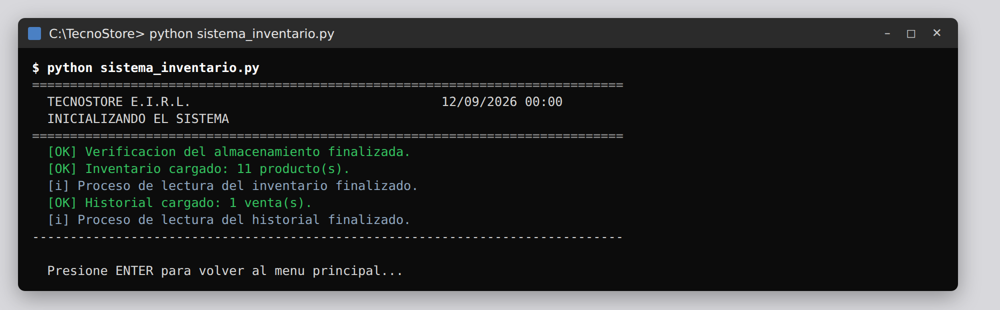 C:\TecnoStore> python sistema_inventario.py
$ python sistema_inventario.py
==============================================================================
TECNOSTORE E.I.R.L. 12/09/2026 00:00
INICIALIZANDO EL SISTEMA
==============================================================================
[OK] Verificacion del almacenamiento finalizada.
[OK] Inventario cargado: 11 producto(s).
[i] Proceso de lectura del inventario finalizado.
[OK] Historial cargado: 1 venta(s).
[i] Proceso de lectura del historial finalizado.
------------------------------------------------------------------------------
Presione ENTER para volver al menu principal...